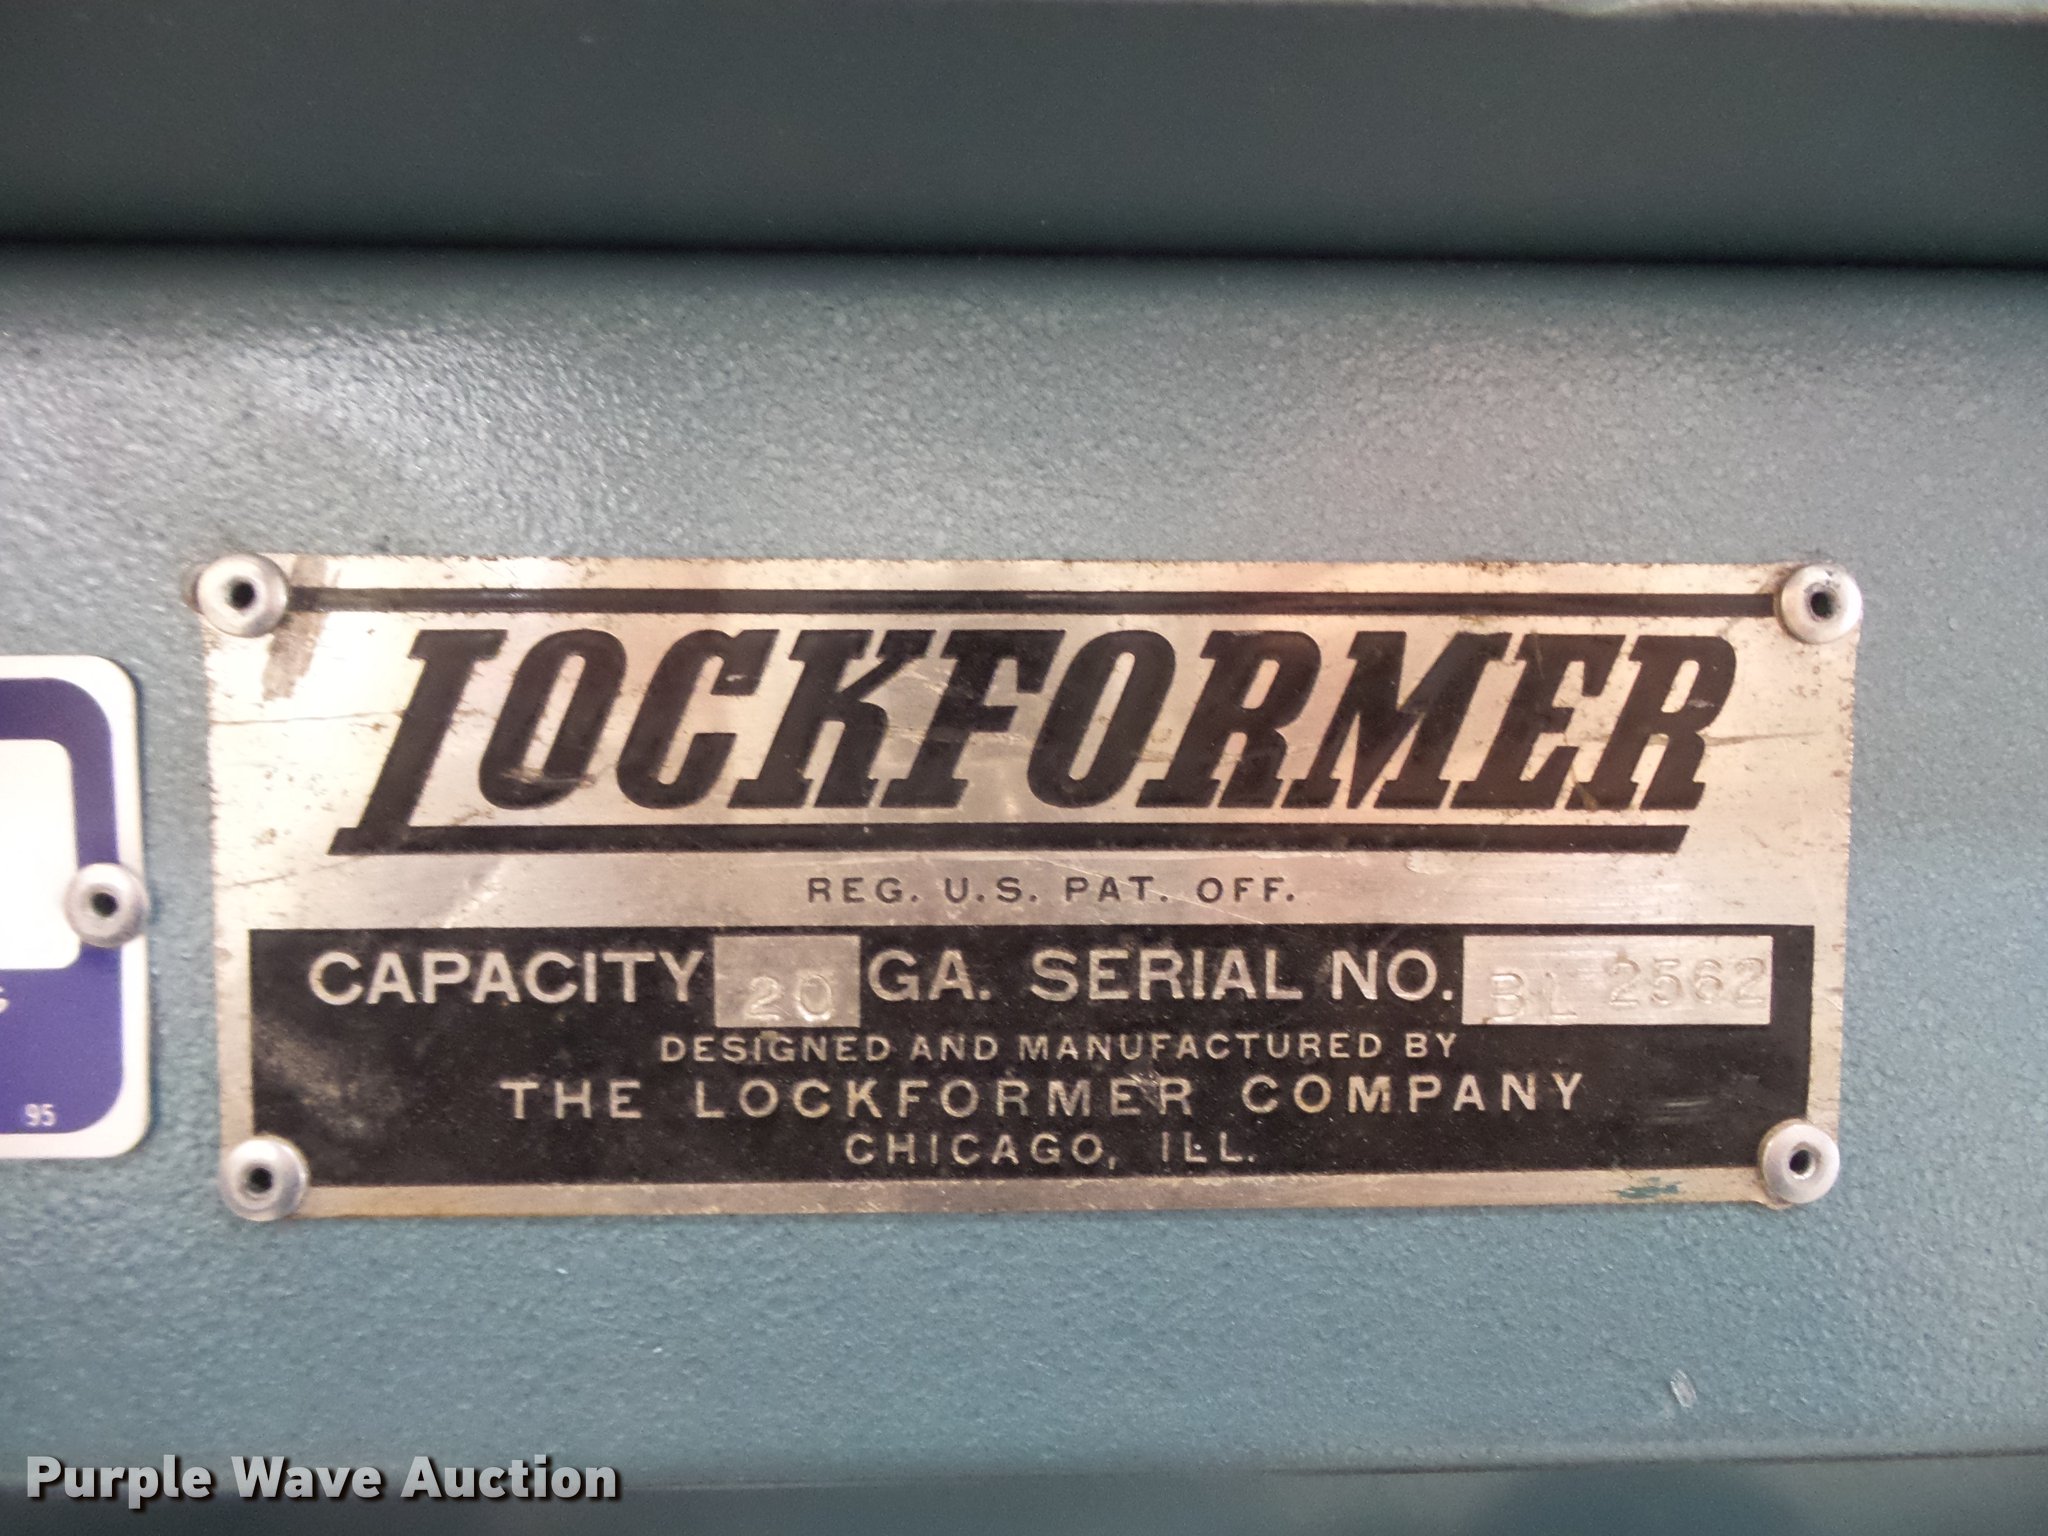 LOCKFORMER
REG. U.S. PAT. OFF.
CAPACITY 20 GA. SERIAL NO. BL 2562
DESIGNED AND MANUFACTURED BY
THE LOCKFORMER COMPANY
CHICAGO, ILL.
95
Purple Wave Auction